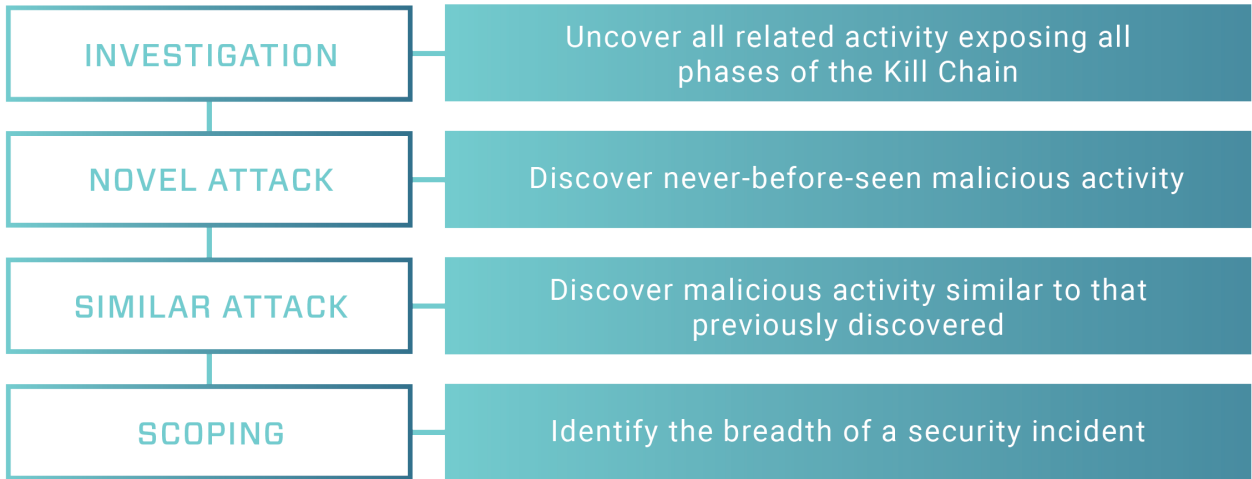 INVESTIGATION
Uncover all related activity exposing all
phases of the Kill Chain
NOVEL ATTACK
Discover never-before-seen malicious activity
SIMILAR ATTACK
Discover malicious activity similar to that
previously discovered
SCOPING
Identify the breadth of a security incident